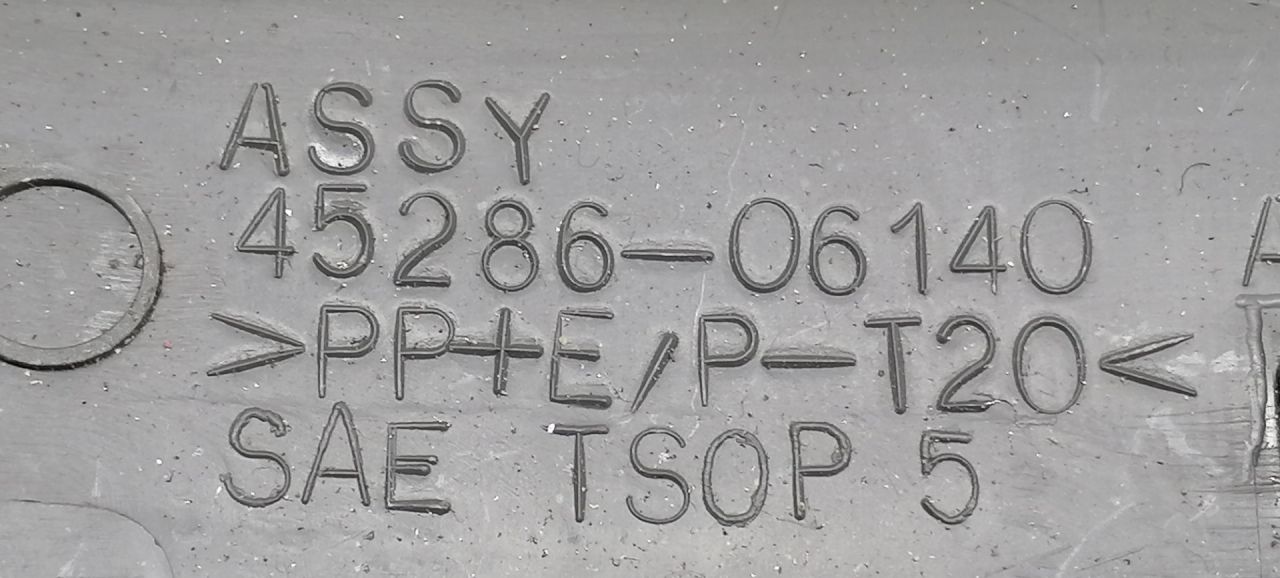 ASSY
45286-06140
>PP+E/P-T20<
SAE TSOP 5